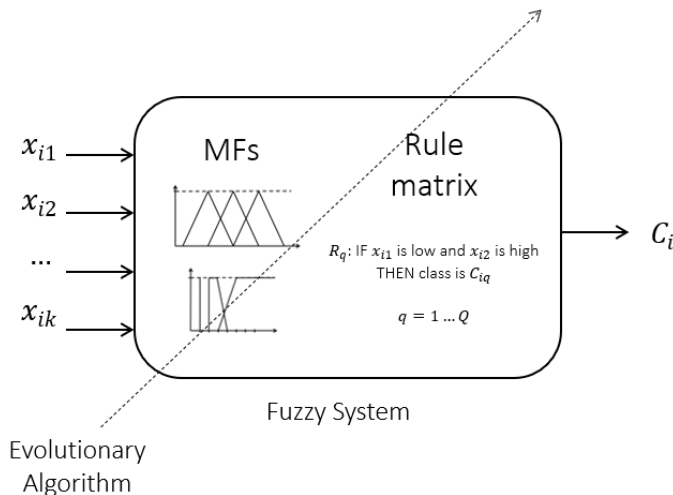 x_{i1}
x_{i2}
...
x_{ik}
MFs
Rule
matrix
R_q: IF x_{i1} is low and x_{i2} is high
THEN class is C_{iq}
q = 1 ... Q
C_i
Fuzzy System
Evolutionary
Algorithm